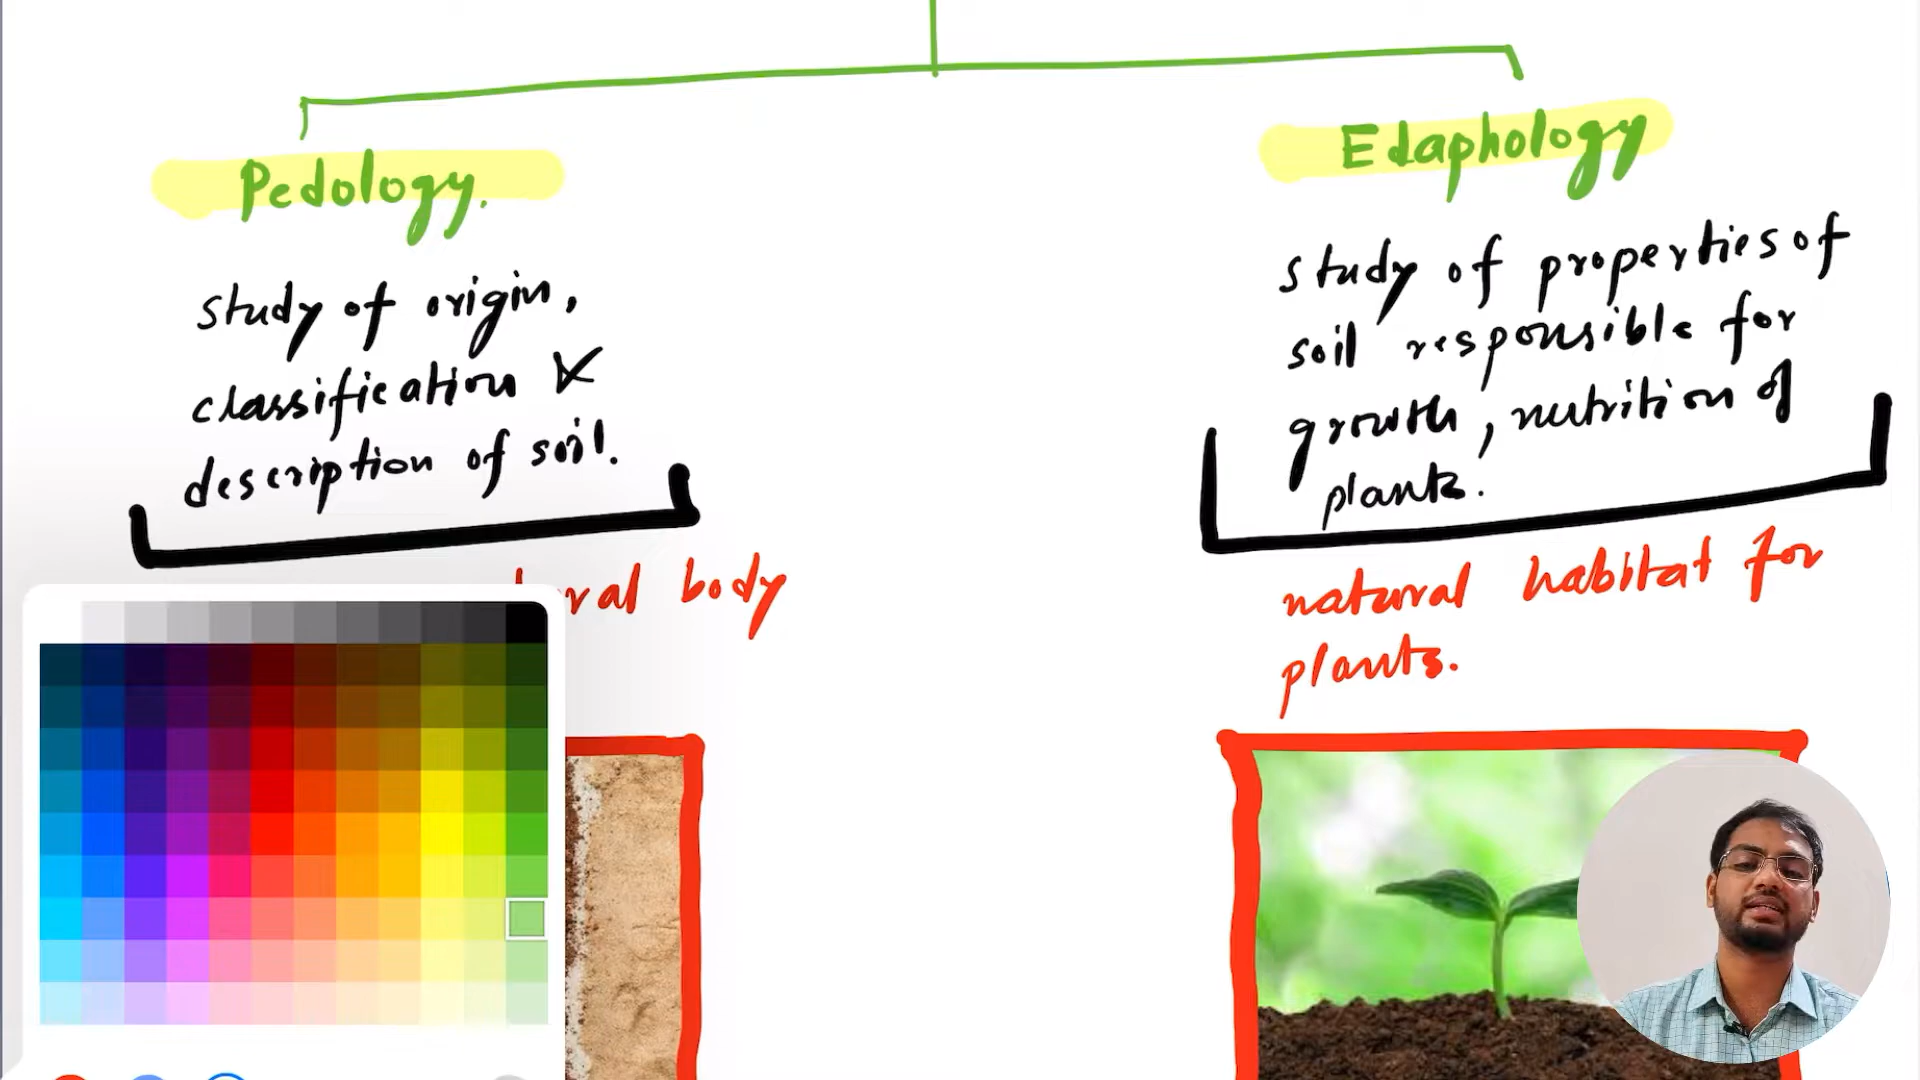 Pedology.
study of origin,
classification &
description of soil.
body
Edaphology
study of properties of
soil responsible for
growth, nutrition of
plants.
natural habitat for
plants.